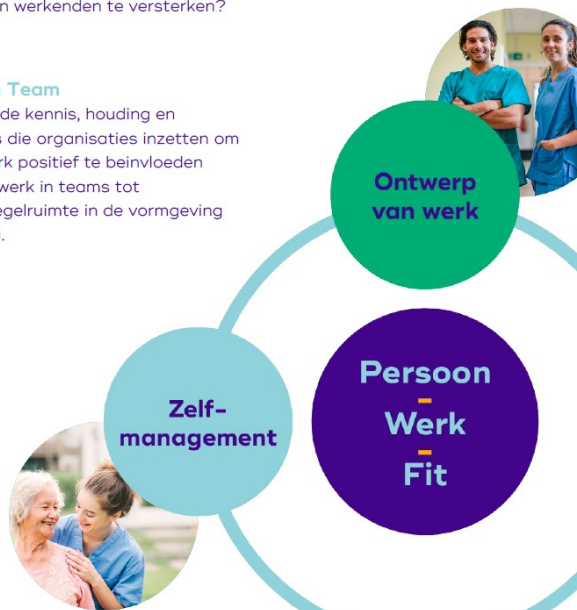 n werkenden te versterken?
Team
de kennis, houding en
die organisaties inzetten om
rk positief te beinvloeden
werk in teams tot
egelruimte in de vormgeving
Ontwerp
van werk
Zelf-
management
Persoon
-
Werk
-
Fit